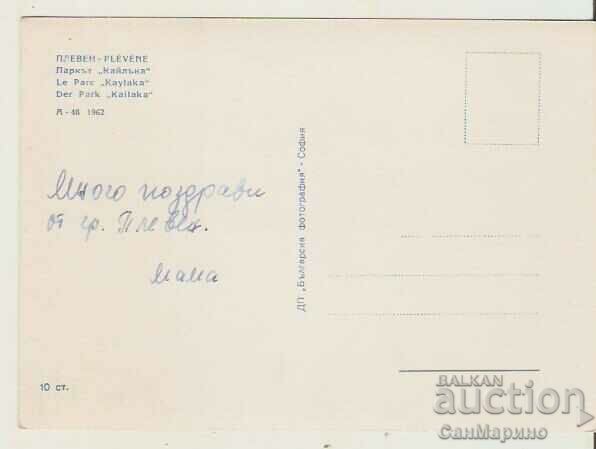 ПЛЕВЕН - PLÉVÈNE
Паркът „Кайлъка“
Le Parc „Kaylaka“
Der Park „Kailaka“
А - 48 1962
Много поздрави
от гр. Плевен.
мама
ДП „Българска фотография“ - София
10 ст.
BALKAN
auction
СанМарино